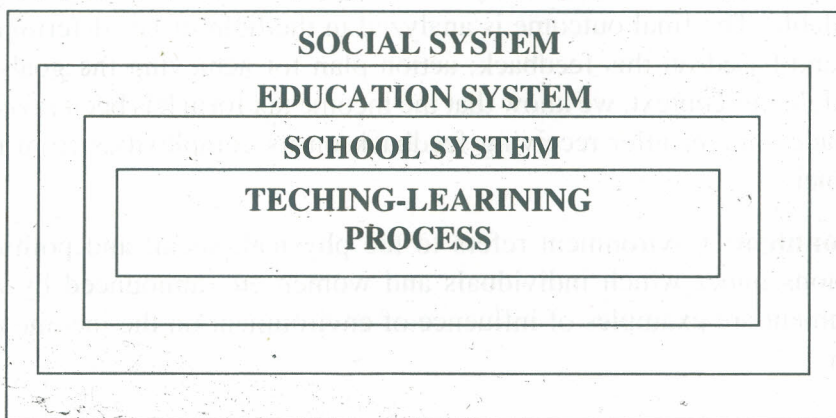 SOCIAL SYSTEM
EDUCATION SYSTEM
SCHOOL SYSTEM
TECHING-LEARINING
PROCESS